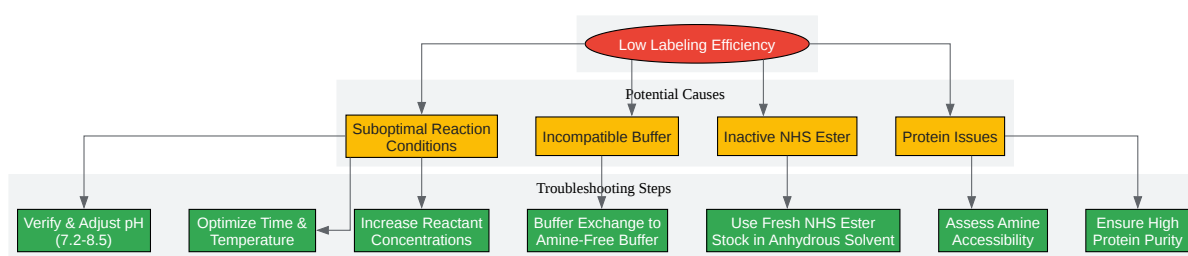 Low Labeling Efficiency
Potential Causes
Suboptimal Reaction
Conditions
Incompatible Buffer
Inactive NHS Ester
Protein Issues
Troubleshooting Steps
Verify & Adjust pH
(7.2-8.5)
Optimize Time &
Temperature
Increase Reactant
Concentrations
Buffer Exchange to
Amine-Free Buffer
Use Fresh NHS Ester
Stock in Anhydrous Solvent
Assess Amine
Accessibility
Ensure High
Protein Purity